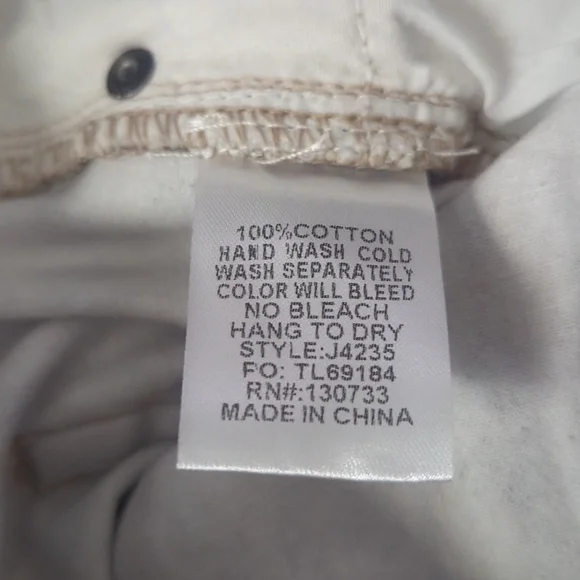 100%COTTON
HAND WASH COLD
WASH SEPARATELY
COLOR WILL BLEED
NO BLEACH
HANG TO DRY
STYLE:J4235
PO: TL69184
RN#:130733
MADE IN CHINA